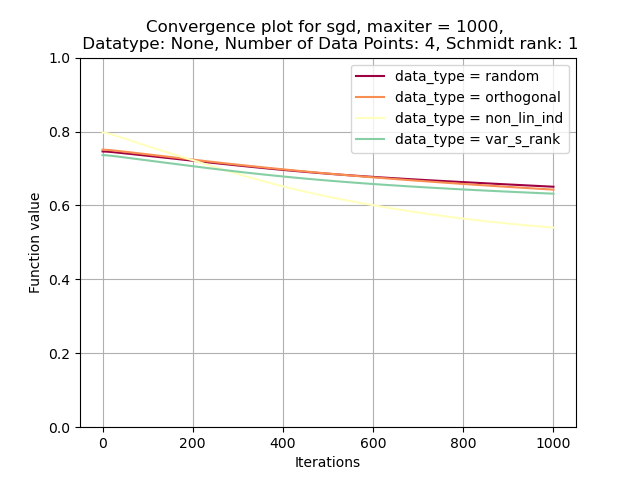 Convergence plot for sgd, maxiter = 1000,
Datatype: None, Number of Data Points: 4, Schmidt rank: 1
data_type = random
data_type = orthogonal
data_type = non_lin_ind
data_type = var_s_rank
1.0
0.8
0.6
0.4
0.2
0.0
Function value
0 200 400 600 800 1000
Iterations